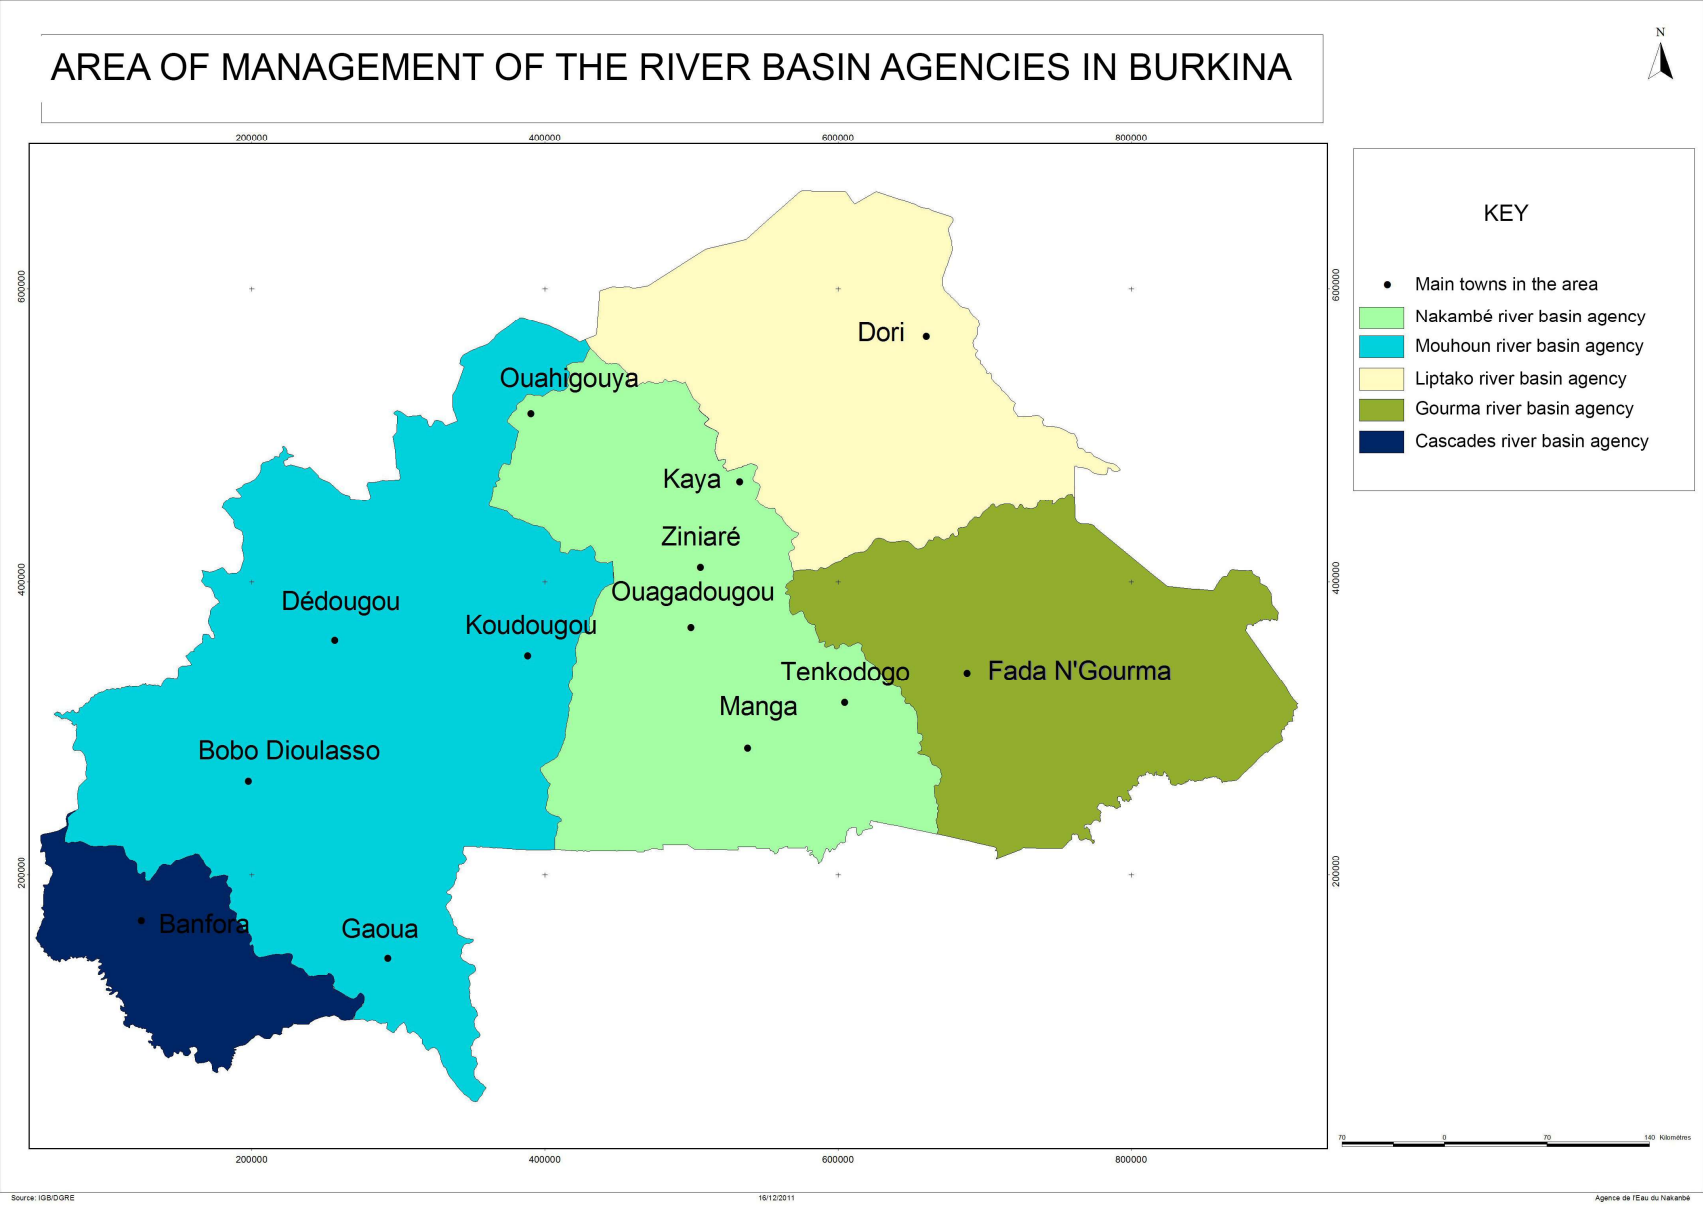 AREA OF MANAGEMENT OF THE RIVER BASIN AGENCIES IN BURKINA
N
200000 400000 600000 800000
KEY
Main towns in the area
Nakambé river basin agency
Mouhoun river basin agency
Liptako river basin agency
Gourma river basin agency
Cascades river basin agency
600000 600000
Dori
Ouahigouya
Kaya
Ziniaré
400000 400000
Ouagadougou
Dédougou
Koudougou
Tenkodogo
Fada N'Gourma
Manga
Bobo Dioulasso
200000 200000
Banfora
Gaoua
70 0 70 140 Kilomètres
200000 400000 600000 800000
Source: IGB/DGRE
16/12/2011
Agence de l'Eau du Nakanbé